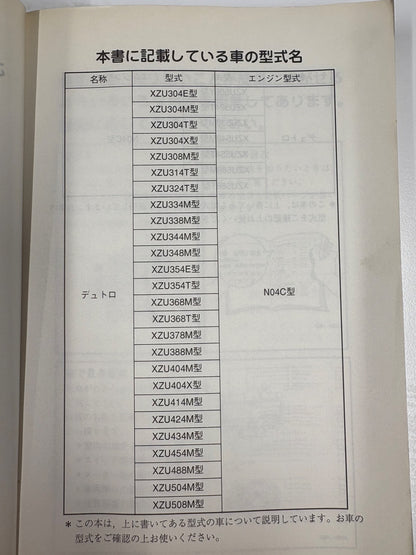 本書に記載している車の型式名
名称 型式 エンジン型式
XZU304E型
XZU304M型
XZU304T型
XZU304X型
XZU308M型
XZU314T型
XZU324T型
XZU334M型
XZU338M型
XZU344M型
XZU348M型
XZU354E型
XZU354T型
デュトロ XZU368M型 N04C型
XZU368T型
XZU378M型
XZU388M型
XZU404M型
XZU404X型
XZU414M型
XZU424M型
XZU434M型
XZU454M型
XZU488M型
XZU504M型
XZU508M型
＊この本は，上に書いてある型式の車について説明しています。お車の
型式をご確認の上お使いください。